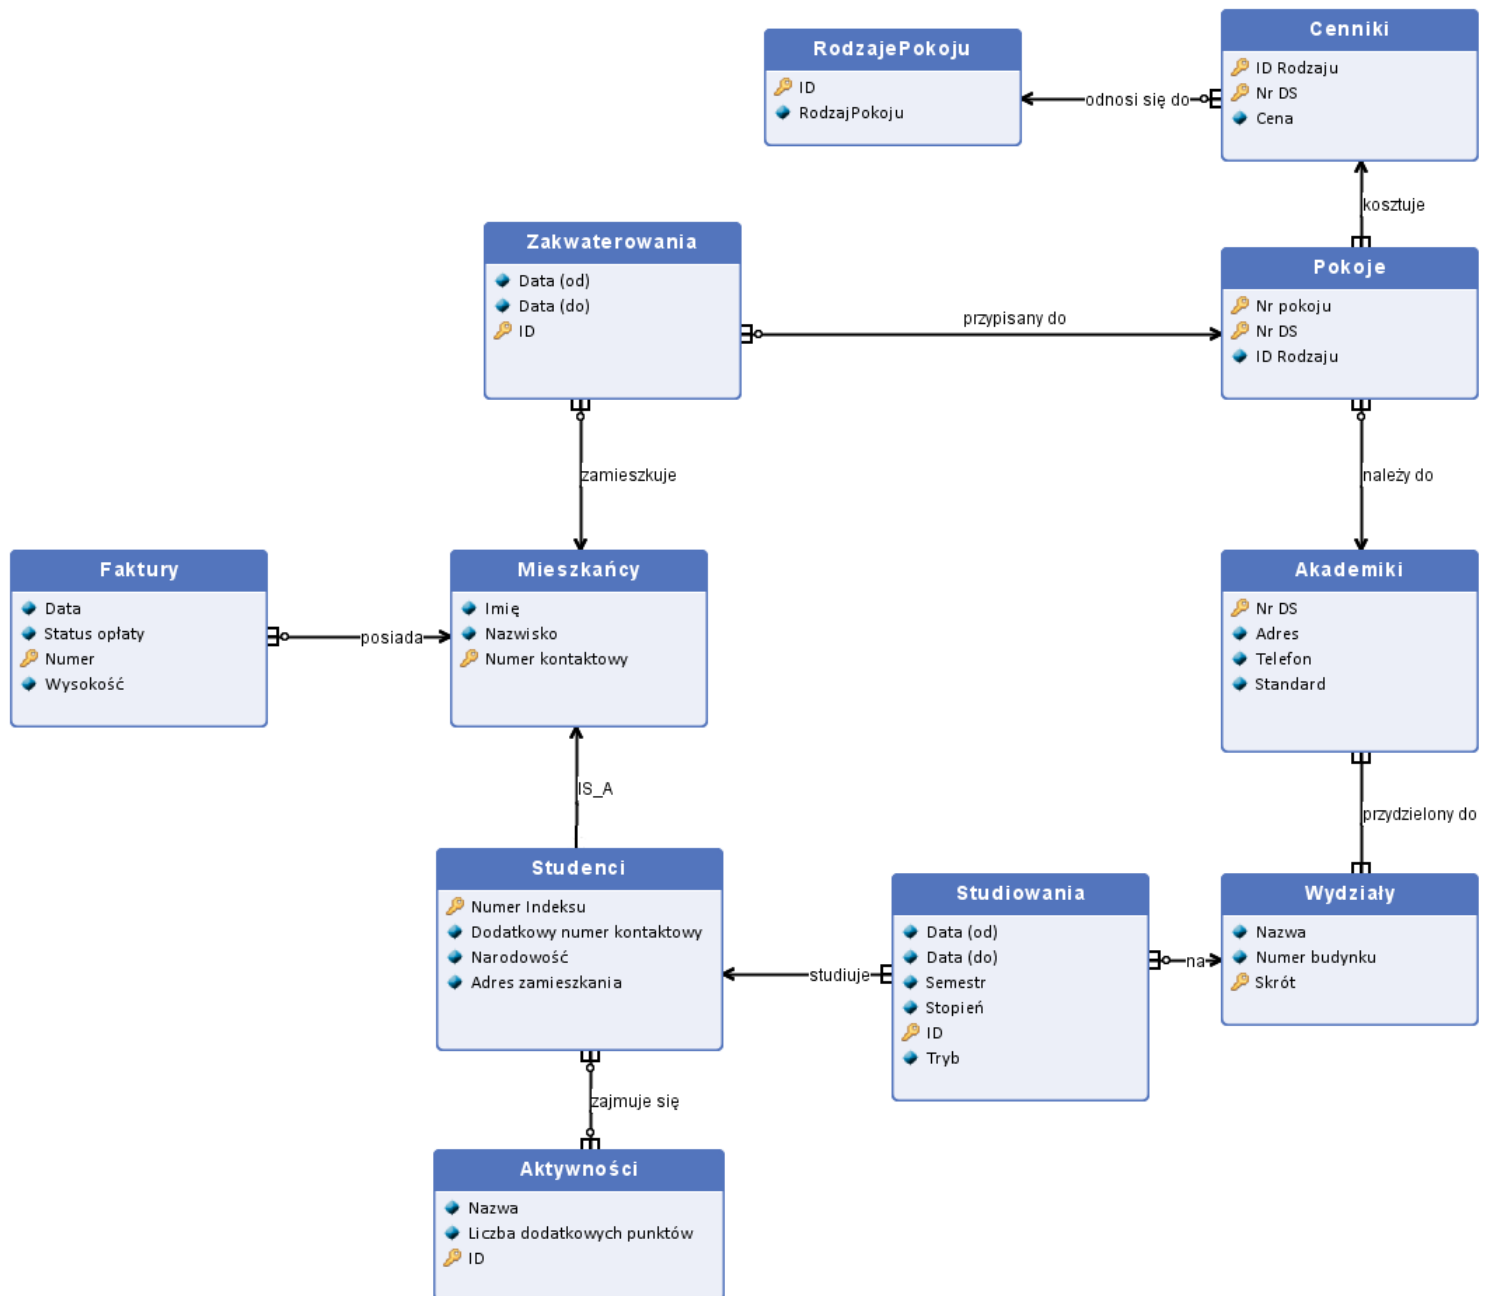 Cenniki
ID Rodzaju
Nr DS
Cena
RodzajePokoju
ID
RodzajPokoju
odnosi się do
kosztuje
Zakwaterowania
Data (od)
Data (do)
ID
przypisany do
Pokoje
Nr pokoju
Nr DS
ID Rodzaju
zamieszkuje
należy do
Faktury
Data
Status opłaty
Numer
Wysokość
posiada
Mieszkańcy
Imię
Nazwisko
Numer kontaktowy
Akademiki
Nr DS
Adres
Telefon
Standard
IS_A
przydzielony do
Studenci
Numer Indeksu
Dodatkowy numer kontaktowy
Narodowość
Adres zamieszkania
studiuje
Studiowania
Data (od)
Data (do)
Semestr
Stopień
ID
Tryb
na
Wydziały
Nazwa
Numer budynku
Skrót
zajmuje się
Aktywności
Nazwa
Liczba dodatkowych punktów
ID